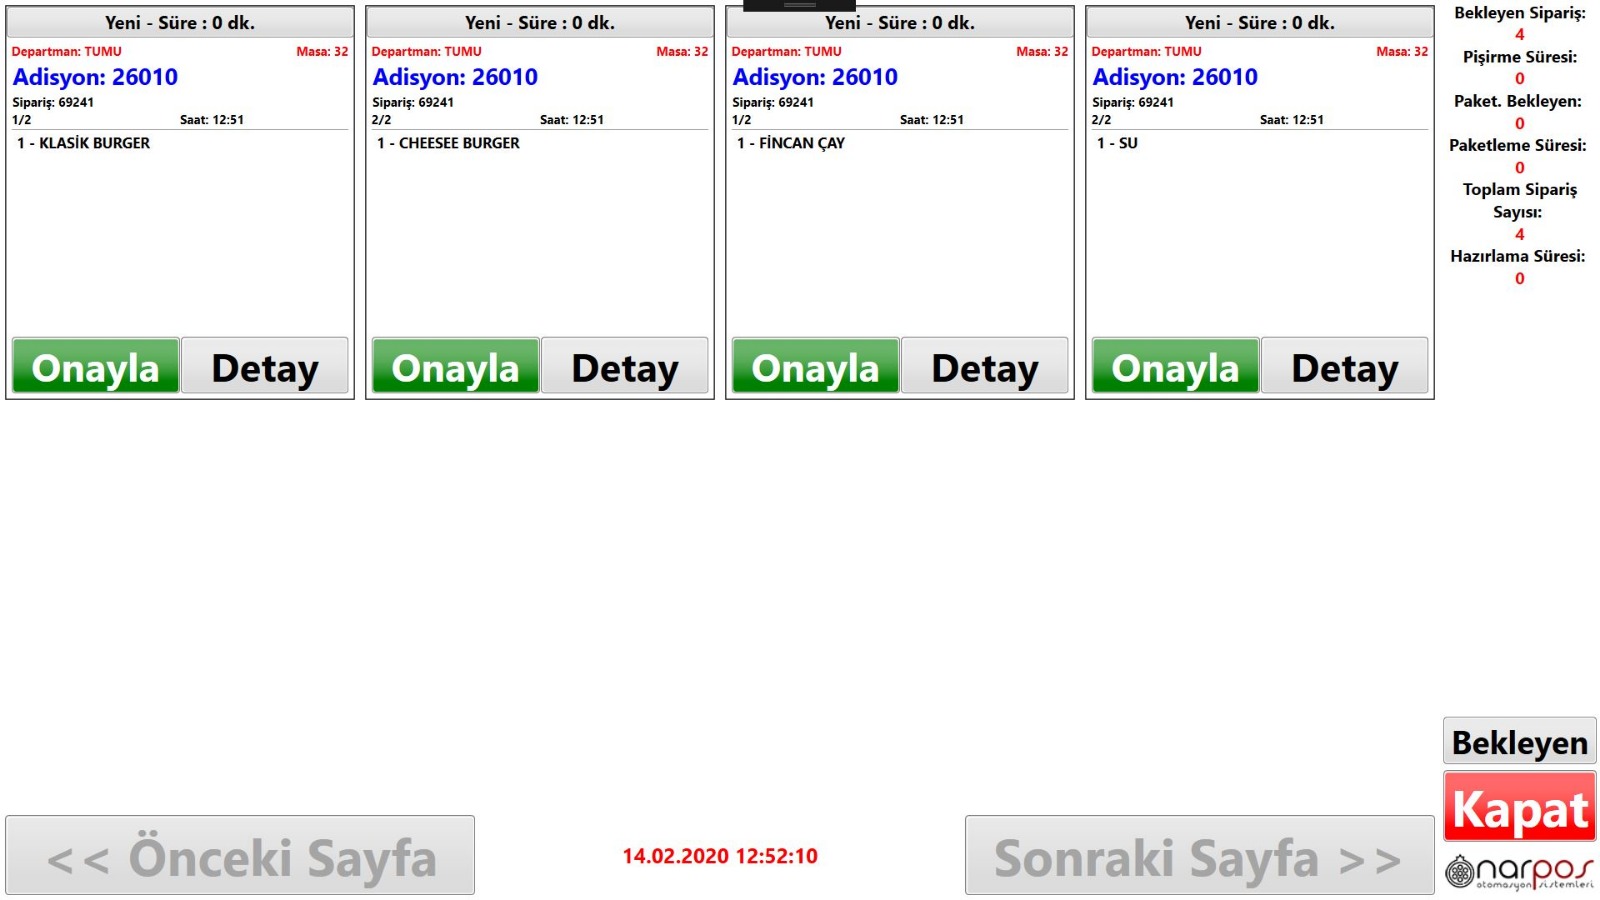 Yeni - Süre : 0 dk.
Departman: TUMU Masa: 32
Adisyon: 26010
Sipariş: 69241
1/2 Saat: 12:51
1 - KLASİK BURGER
Onayla Detay
Yeni - Süre : 0 dk.
Departman: TUMU Masa: 32
Adisyon: 26010
Sipariş: 69241
2/2 Saat: 12:51
1 - CHEESEE BURGER
Onayla Detay
Yeni - Süre : 0 dk.
Departman: TUMU Masa: 32
Adisyon: 26010
Sipariş: 69241
1/2 Saat: 12:51
1 - FİNCAN ÇAY
Onayla Detay
Yeni - Süre : 0 dk.
Departman: TUMU Masa: 32
Adisyon: 26010
Sipariş: 69241
2/2 Saat: 12:51
1 - SU
Onayla Detay
Bekleyen Sipariş:
4
Pişirme Süresi:
0
Paket. Bekleyen:
0
Paketleme Süresi:
0
Toplam Sipariş
Sayısı:
4
Hazırlama Süresi:
0
Bekleyen
Kapat
<< Önceki Sayfa
14.02.2020 12:52:10
Sonraki Sayfa >>
narpos
otomasyon sistemleri